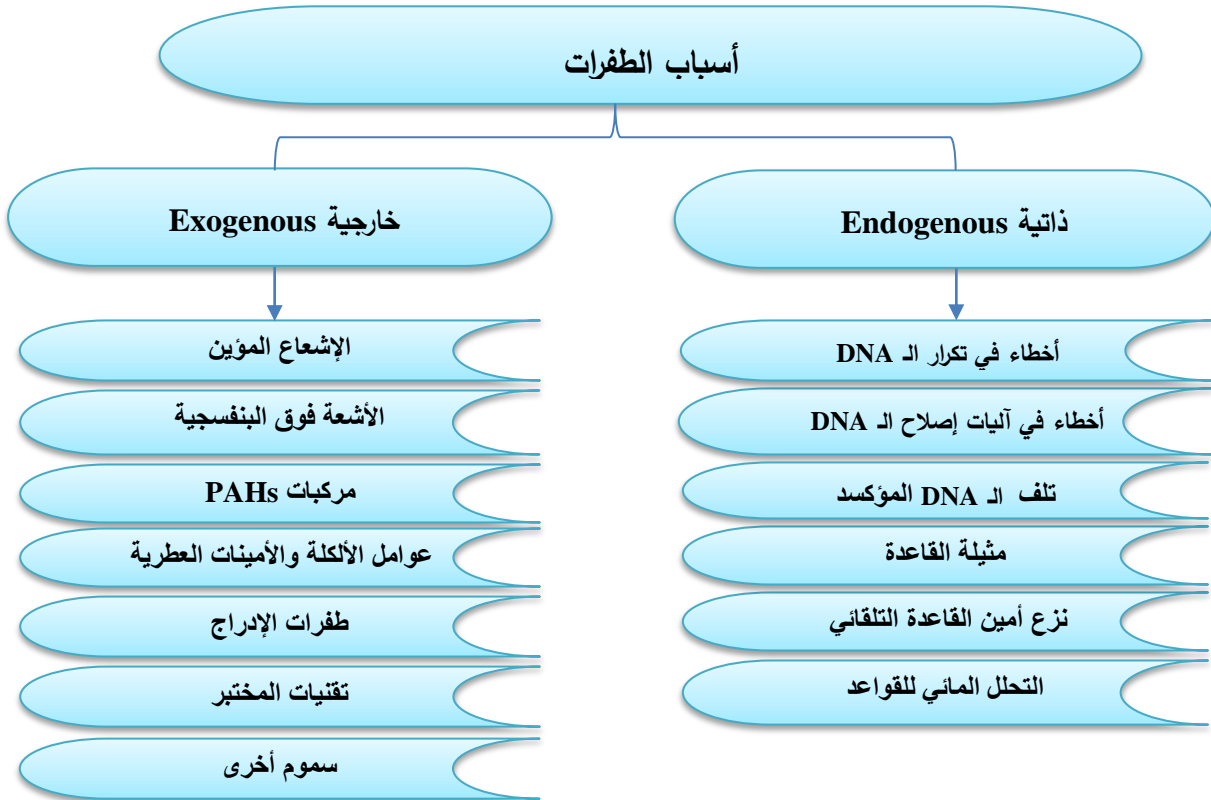 أسباب الطفرات
ذاتية Endogenous
أخطاء في تكرار الـ DNA
أخطاء في آليات إصلاح الـ DNA
تلف الـ DNA المؤكسد
مثيلة القاعدة
نزع أمين القاعدة التلقائي
التحلل المائي للقواعد
خارجية Exogenous
الإشعاع المؤين
الأشعة فوق البنفسجية
مركبات PAHs
عوامل الألكلة والأمينات العطرية
طفرات الإدراج
تقنيات المختبر
سموم أخرى